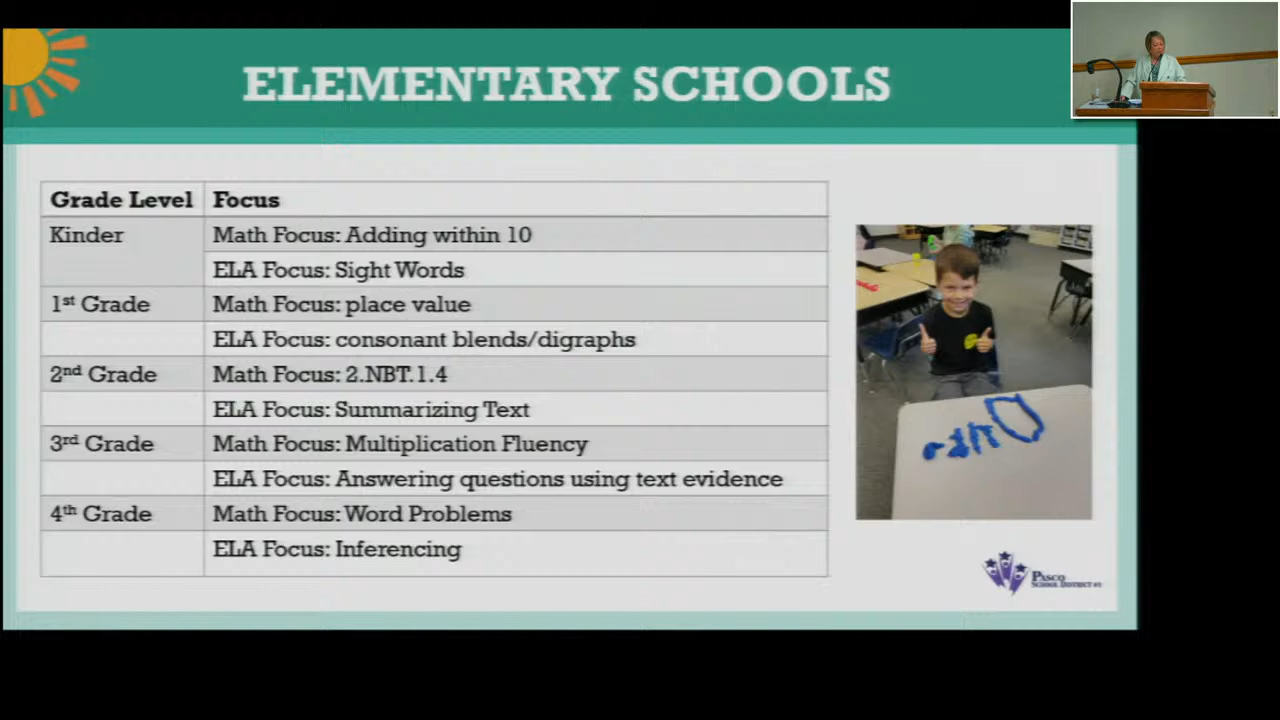 ELEMENTARY SCHOOLS
Grade Level Focus
Kinder Math Focus: Adding within 10
ELA Focus: Sight Words
1st Grade Math Focus: place value
ELA Focus: consonant blends/digraphs
2nd Grade Math Focus: 2.NBT.1.4
ELA Focus: Summarizing Text
3rd Grade Math Focus: Multiplication Fluency
ELA Focus: Answering questions using text evidence
4th Grade Math Focus: Word Problems
ELA Focus: Inferencing
PASCO
SCHOOL DISTRICT #1